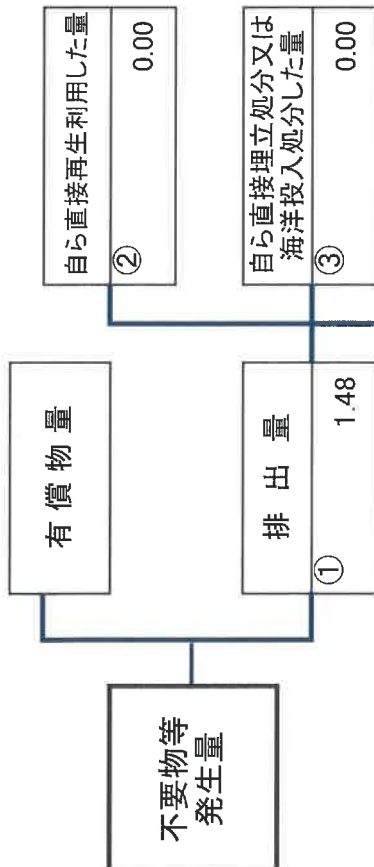 不要物等
発生量
有償物量
排出量
①
1.48
自ら直接再生利用した量
②
0.00
自ら直接埋立処分又は
海洋投入処分した量
③
0.00